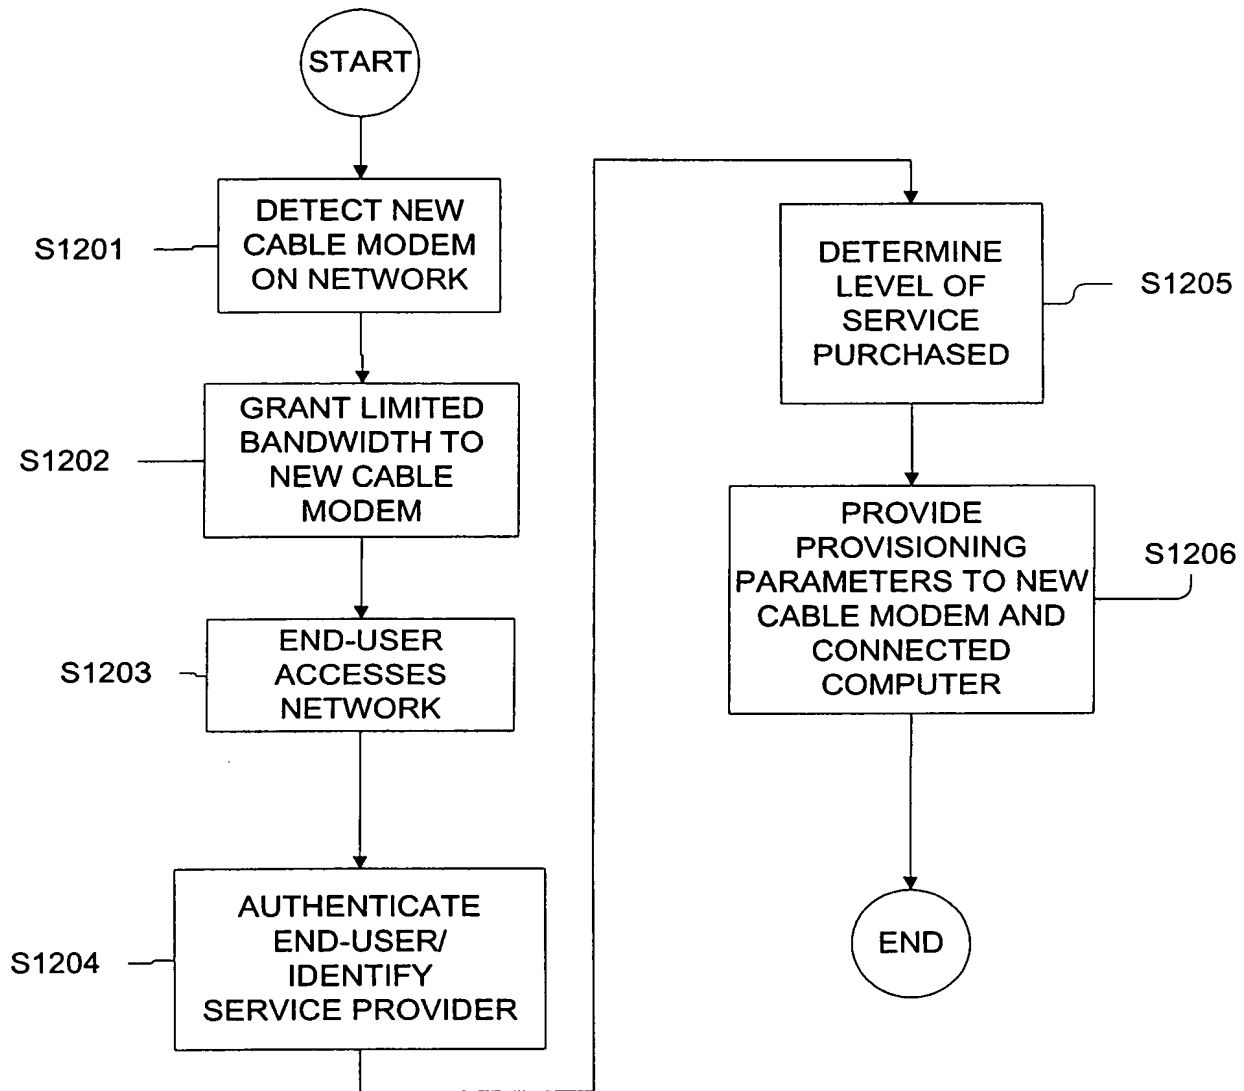 START
S1201
DETECT NEW
CABLE MODEM
ON NETWORK
S1202
GRANT LIMITED
BANDWIDTH TO
NEW CABLE
MODEM
S1203
END-USER
ACCESSES
NETWORK
S1204
AUTHENTICATE
END-USER/
IDENTIFY
SERVICE PROVIDER
DETERMINE
LEVEL OF
SERVICE
PURCHASED
S1205
PROVIDE
PROVISIONING
PARAMETERS TO NEW
CABLE MODEM AND
CONNECTED
COMPUTER
S1206
END